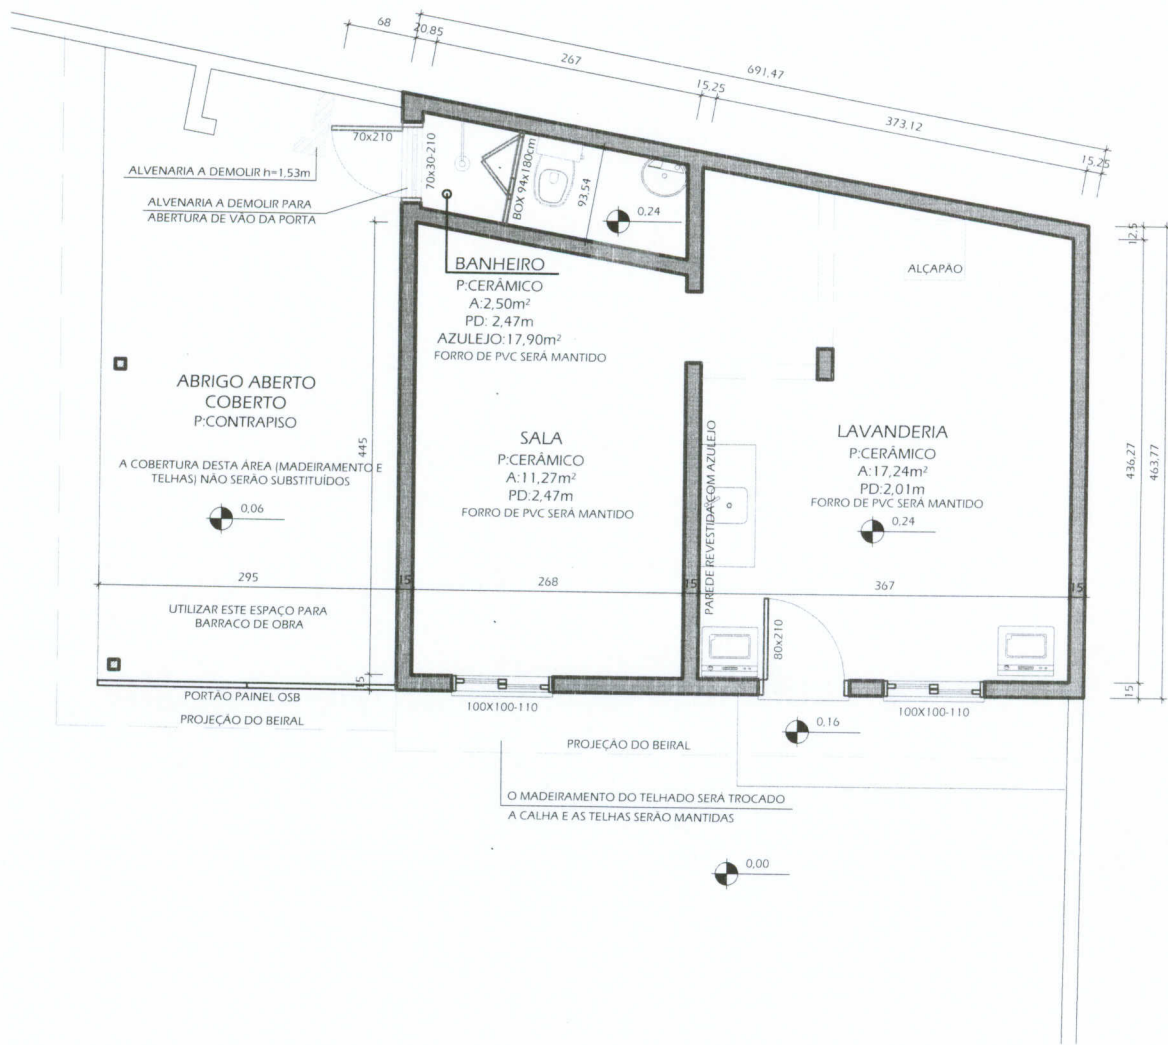 68
20,85
267
691,47
15,25
373,12
15,25
70x210
70x30-210
BOX 94x180cm
93,54
0,24
ALVENARIA A DEMOLIR h=1,53m
ALVENARIA A DEMOLIR PARA
ABERTURA DE VÃO DA PORTA
BANHEIRO
P:CERÂMICO
A:2,50m²
PD: 2,47m
AZULEJO:17,90m²
FORRO DE PVC SERÁ MANTIDO
ALÇAPÃO
12,5
436,27
463,77
15
ABRIGO ABERTO
COBERTO
P:CONTRAPISO
A COBERTURA DESTA ÁREA (MADEIRAMENTO E
TELHAS) NÃO SERÃO SUBSTITUÍDOS
0,06
445
15
SALA
P:CERÂMICO
A:11,27m²
PD:2,47m
FORRO DE PVC SERÁ MANTIDO
PAREDE REVESTIDA COM AZULEJO
LAVANDERIA
P:CERÂMICO
A:17,24m²
PD:2,01m
FORRO DE PVC SERÁ MANTIDO
0,24
295
15
268
15
367
15
UTILIZAR ESTE ESPAÇO PARA
BARRACO DE OBRA
80x210
PORTÃO PAINEL OSB
PROJEÇÃO DO BEIRAL
100X100-110
100X100-110
0,16
PROJEÇÃO DO BEIRAL
O MADEIRAMENTO DO TELHADO SERÁ TROCADO
A CALHA E AS TELHAS SERÃO MANTIDAS
0,00